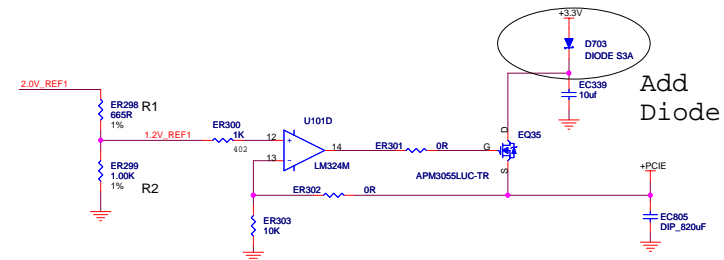 +3.3V
D703
DIODE S3A
EC339
10uf
Add
Diode
2.0V_REF1
ER298 R1
665R
1%
1.2V_REF1
ER300
1K
402
12
+
13
-
U101D
14
LM324M
ER301 0R
G
D
S
EQ35
APM3055LUC-TR
ER299
1.00K
1% R2
ER302 0R
ER303
10K
+PCIE
EC805
DIP_820uF